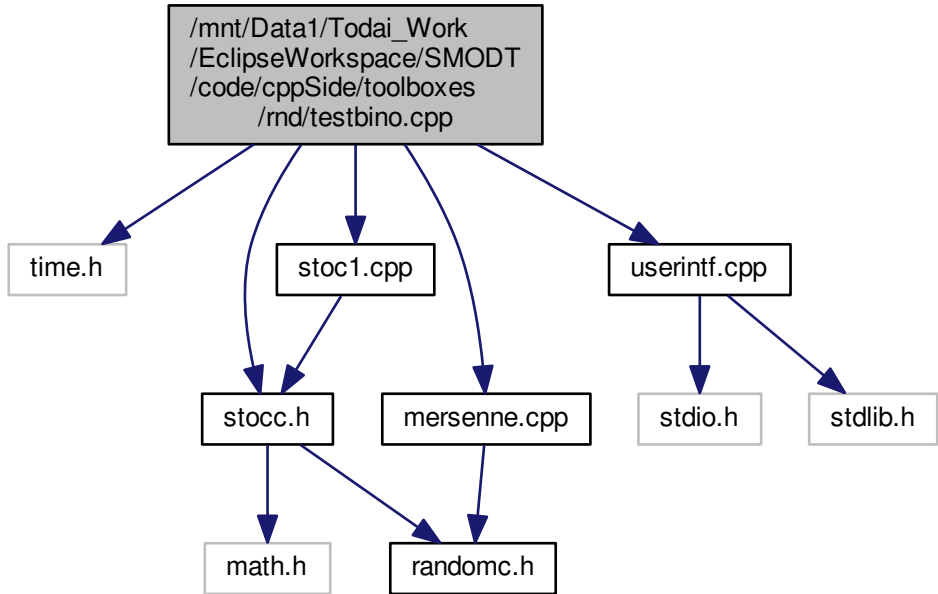 /mnt/Data1/Todai_Work
/EclipseWorkspace/SMODT
/code/cppSide/toolboxes
/rnd/testbino.cpp
time.h
stoc1.cpp
userintf.cpp
stocc.h
mersenne.cpp
stdio.h
stdlib.h
math.h
randomc.h